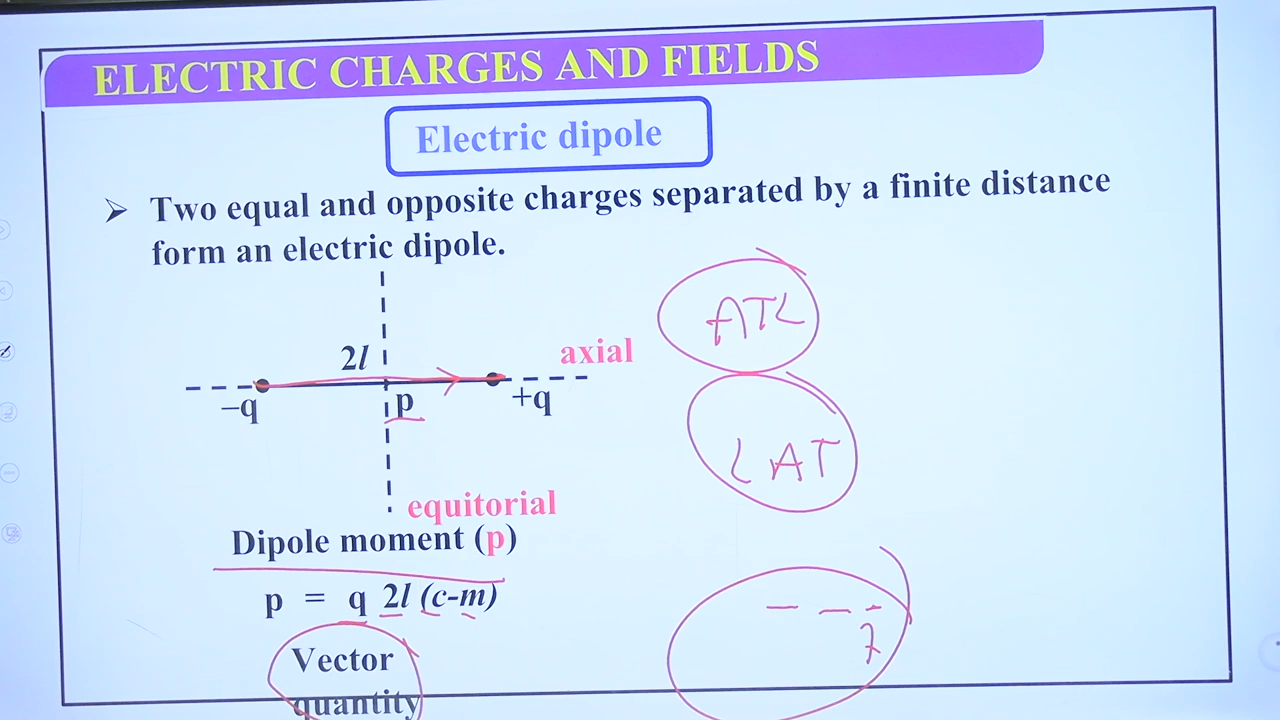 ELECTRIC CHARGES AND FIELDS
Electric dipole
➢ Two equal and opposite charges separated by a finite distance
form an electric dipole.
2l
axial
–q
p
+q
equitorial
Dipole moment (p)
p = q 2l (c-m)
Vector
quantity
ATL
LAT